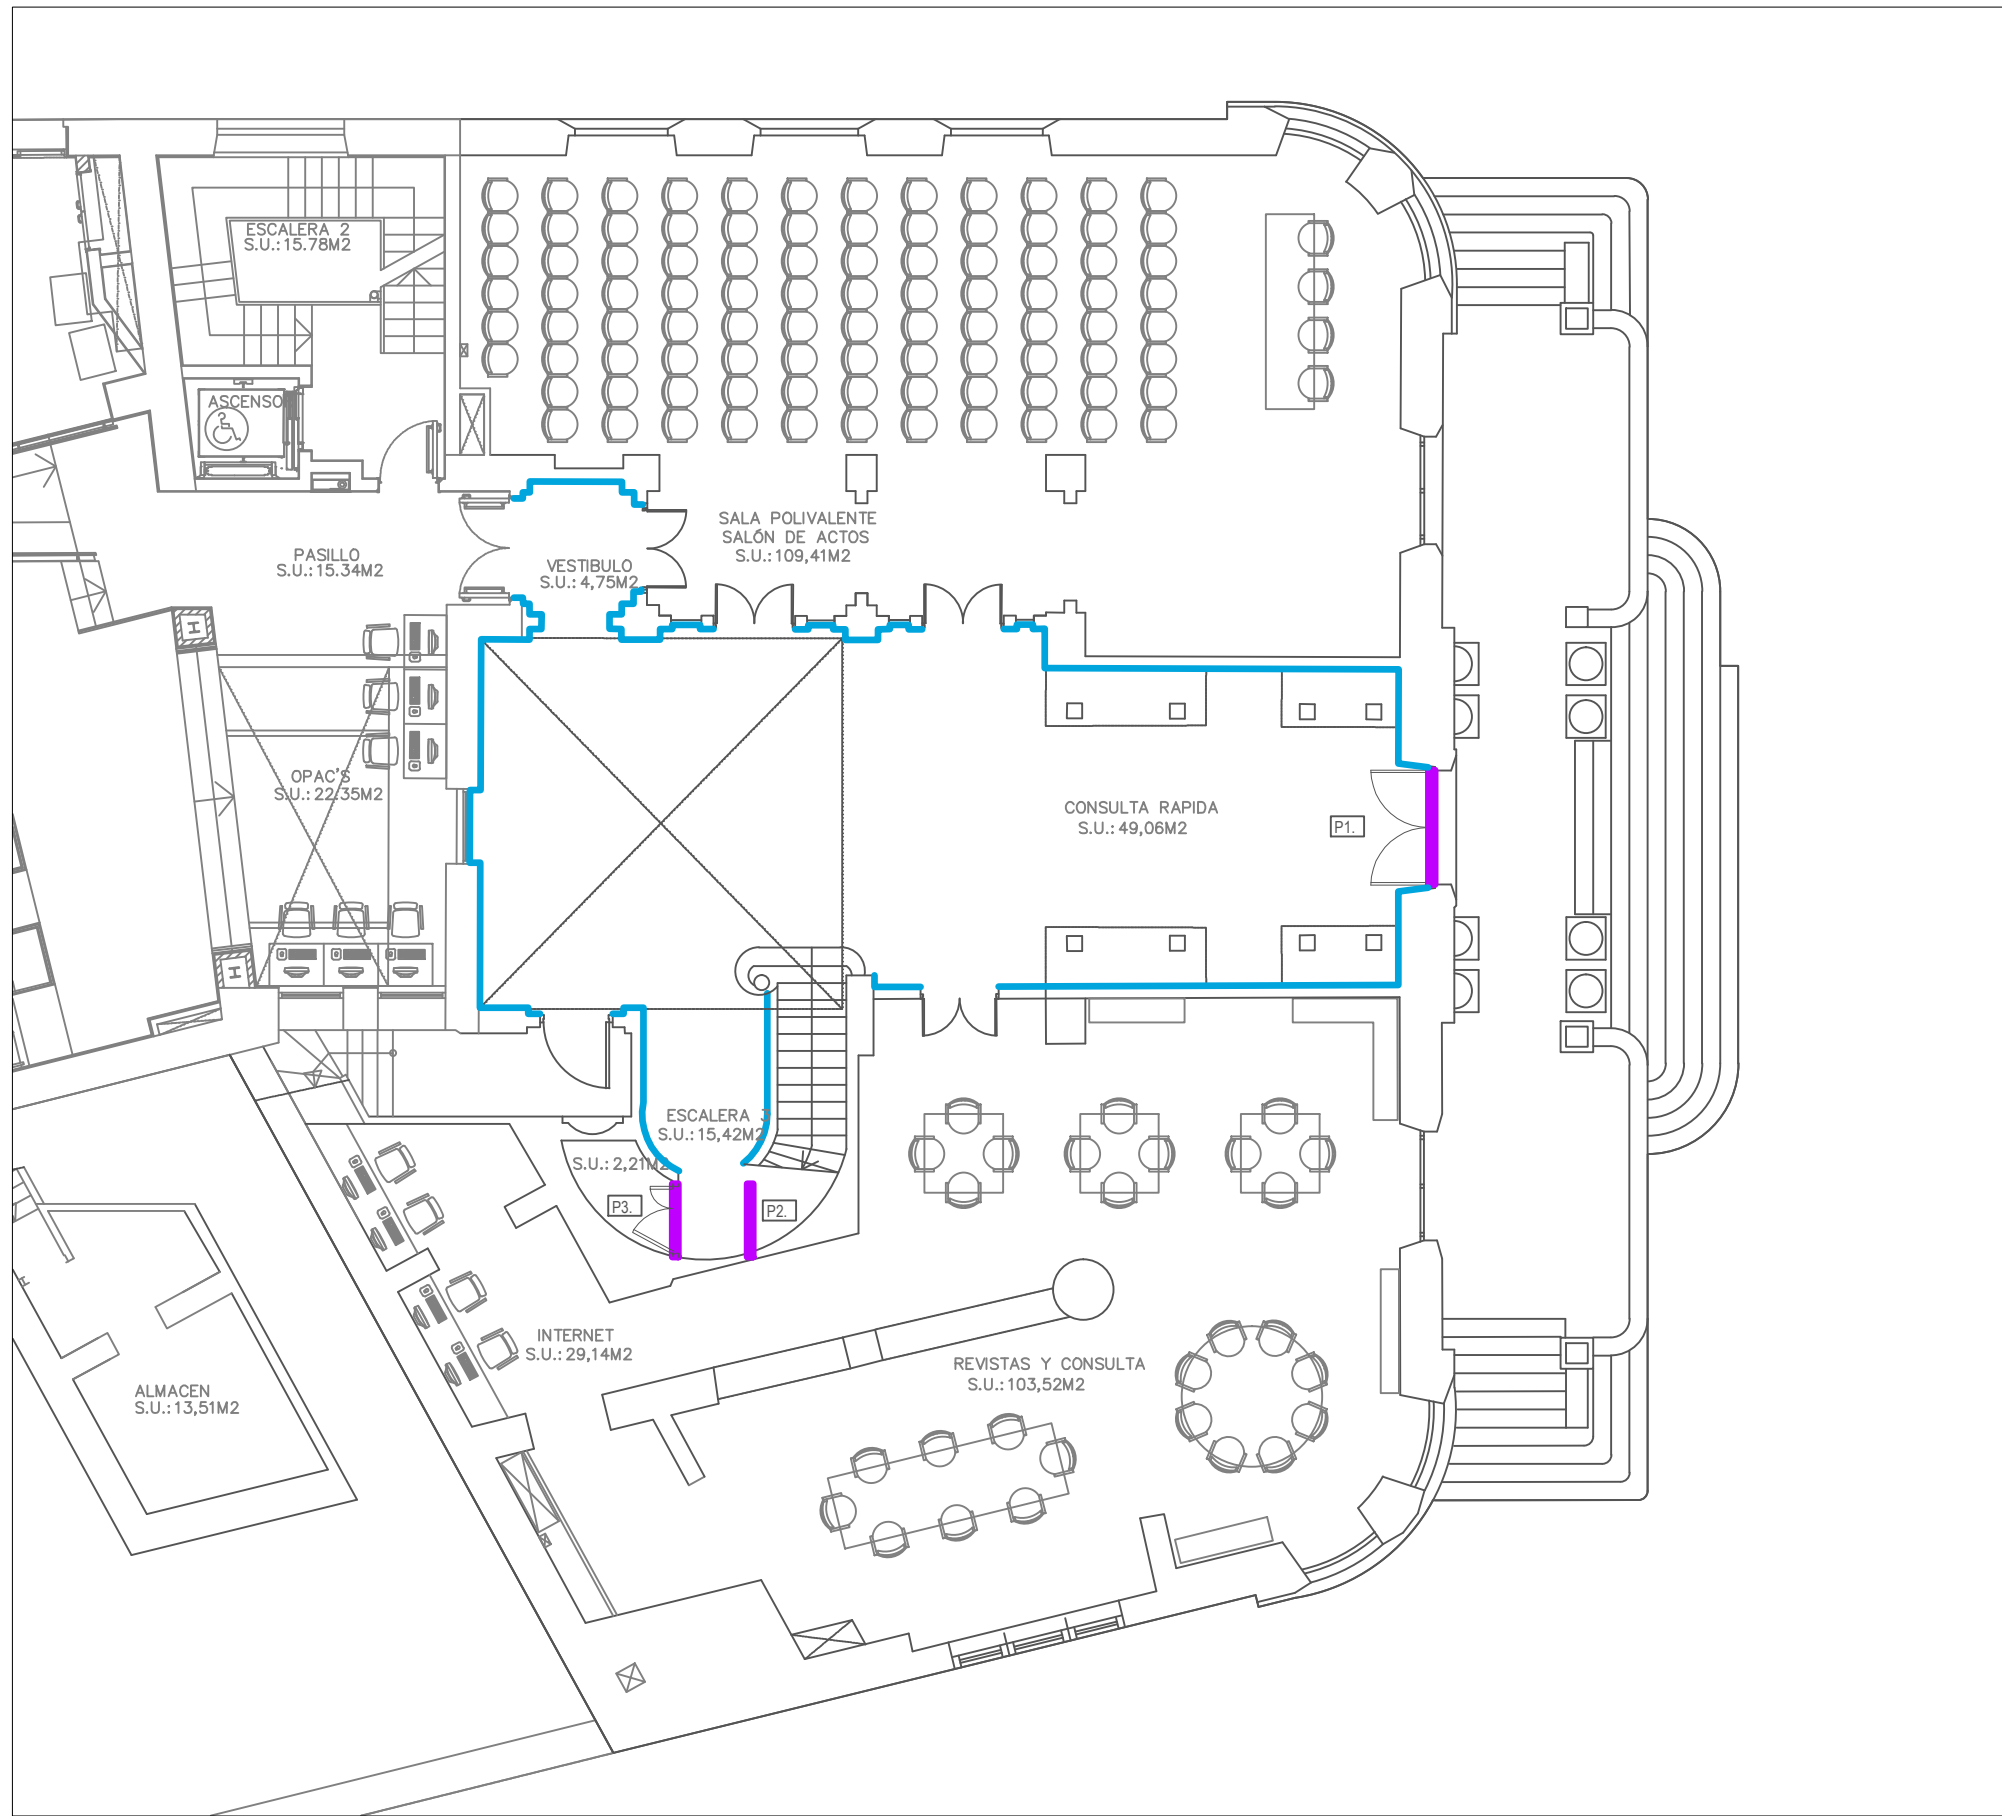 ESCALERA 2
S.U.:15.78M2
ASCENSO
SALA POLIVALENTE
SALÓN DE ACTOS
S.U.:109,41M2
PASILLO
S.U.:15.34M2
VESTIBULO
S.U.:4,75M2
OPAC'S
S.U.:22.35M2
CONSULTA RAPIDA
S.U.:49,06M2
P1.
ESCALERA 3
S.U.:15,42M2
S.U.:2,21M2
P3.
P2.
INTERNET
S.U.:29,14M2
REVISTAS Y CONSULTA
S.U.:103,52M2
ALMACEN
S.U.:13,51M2
H
H